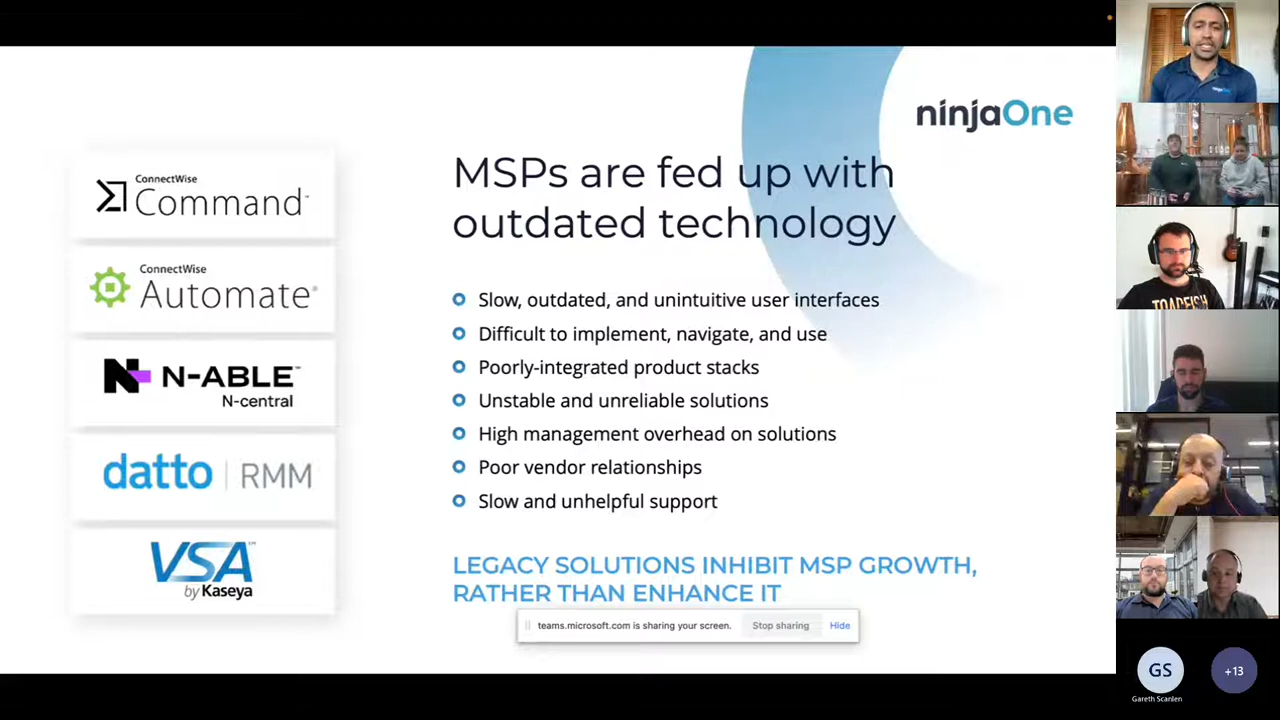 ninjaOne
MSPs are fed up with
outdated technology
ConnectWise
Command™
ConnectWise
Automate®
N-ABLE™
N-central
datto | RMM
VSA™
by Kaseya
Slow, outdated, and unintuitive user interfaces
Difficult to implement, navigate, and use
Poorly-integrated product stacks
Unstable and unreliable solutions
High management overhead on solutions
Poor vendor relationships
Slow and unhelpful support
LEGACY SOLUTIONS INHIBIT MSP GROWTH,
RATHER THAN ENHANCE IT
teams.microsoft.com is sharing your screen. Stop sharing Hide
TOADFISH
GS
Gareth Scanlen
+13